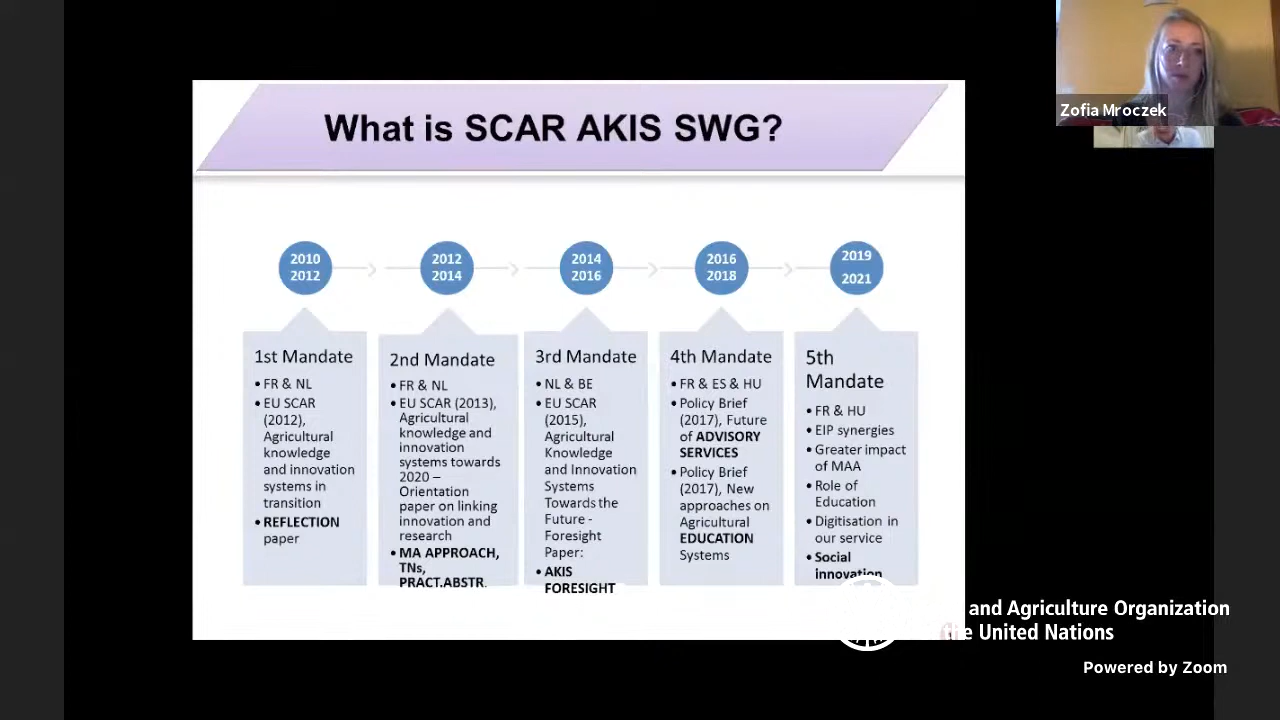 What is SCAR AKIS SWG?
Zofia Mroczek
2010
2012
2012
2014
2014
2016
2016
2018
2019
2021
1st Mandate
• FR & NL
• EU SCAR
(2012),
Agricultural
knowledge
and innovation
systems in
transition
• REFLECTION
paper
2nd Mandate
• FR & NL
• EU SCAR (2013),
Agricultural
knowledge and
innovation
systems towards
2020 –
Orientation
paper on linking
innovation and
research
• MA APPROACH,
TNs,
PRACT.ABSTR.
3rd Mandate
• NL & BE
• EU SCAR
(2015),
Agricultural
Knowledge
and Innovation
Systems
Towards the
Future -
Foresight
Paper:
• AKIS
FORESIGHT
4th Mandate
• FR & ES & HU
• Policy Brief
(2017), Future
of ADVISORY
SERVICES
• Policy Brief
(2017), New
approaches on
Agricultural
EDUCATION
Systems
5th
Mandate
• FR & HU
• EIP synergies
• Greater impact
of MAA
• Role of
Education
• Digitisation in
our service
• Social
innovation
and Agriculture Organization
the United Nations
Powered by Zoom